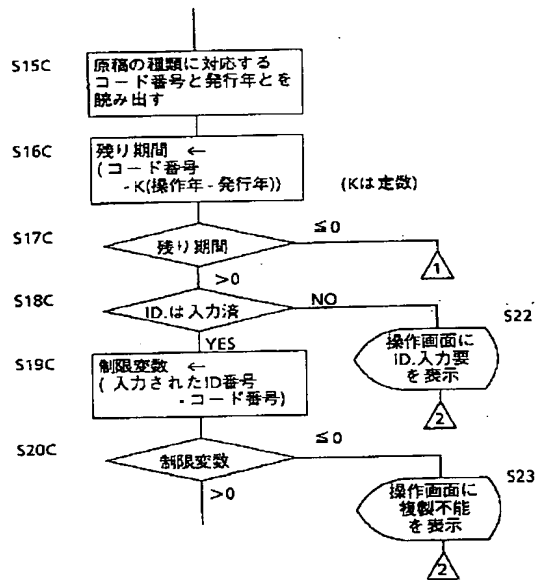 S15C
原稿の種類に対応する
コード番号と発行年とを
読み出す
S16C
残り期間 ←
(コード番号
- K(操作年 - 発行年))
(Kは定数)
S17C
残り期間
≦0
1
>0
S18C
ID.は入力済
NO
S22
操作画面に
ID.入力要
を表示
2
YES
S19C
制限変数 ←
( 入力されたID番号
- コード番号)
S20C
制限変数
≦0
S23
操作画面に
複製不能
を表示
2
>0